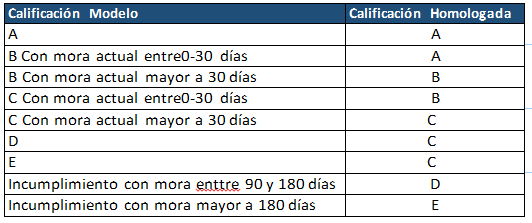 Calificación Modelo Calificación Homologada
A A
B Con mora actual entre0-30 días A
B Con mora actual mayor a 30 días B
C Con mora actual entre0-30 días B
C Con mora actual mayor a 30 días C
D C
E C
Incumplimiento con mora enttre 90 y 180 días D
Incumplimiento con mora mayor a 180 días E